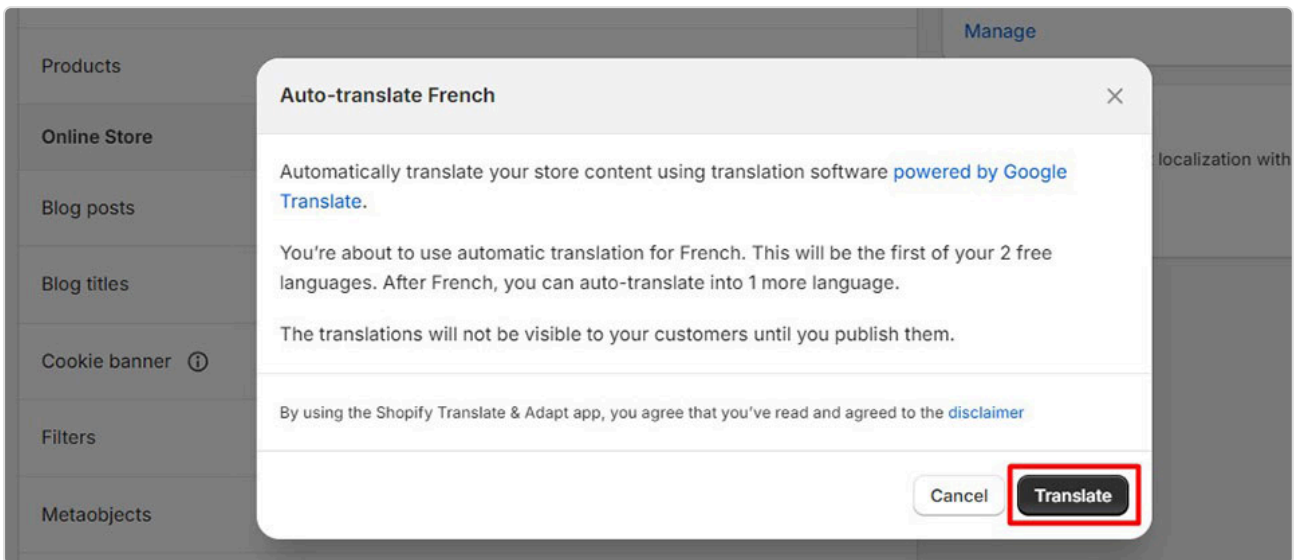 Manage
Products
Auto-translate French
Online Store
Automatically translate your store content using translation software powered by Google
Translate.
localization with
Blog posts
You're about to use automatic translation for French. This will be the first of your 2 free
languages. After French, you can auto-translate into 1 more language.
Blog titles
The translations will not be visible to your customers until you publish them.
Cookie banner
By using the Shopify Translate & Adapt app, you agree that you've read and agreed to the disclaimer
Filters
Cancel
Translate
Metaobjects